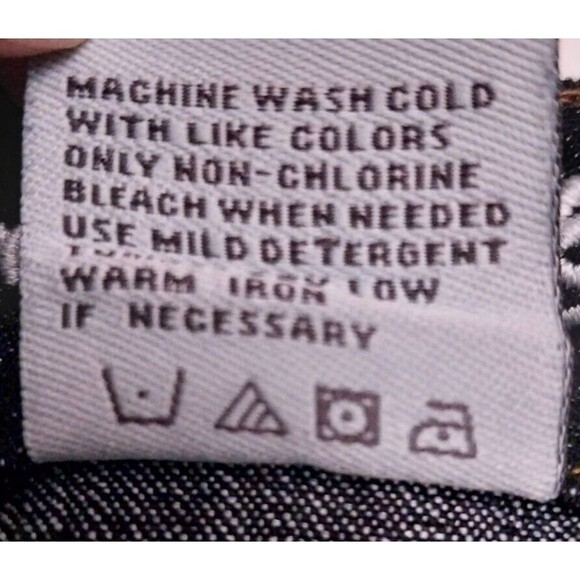 MACHINE WASH COLD
WITH LIKE COLORS
ONLY NON-CHLORINE
BLEACH WHEN NEEDED
USE MILD DETERGENT
WARM IRON LOW
IF NECESSARY